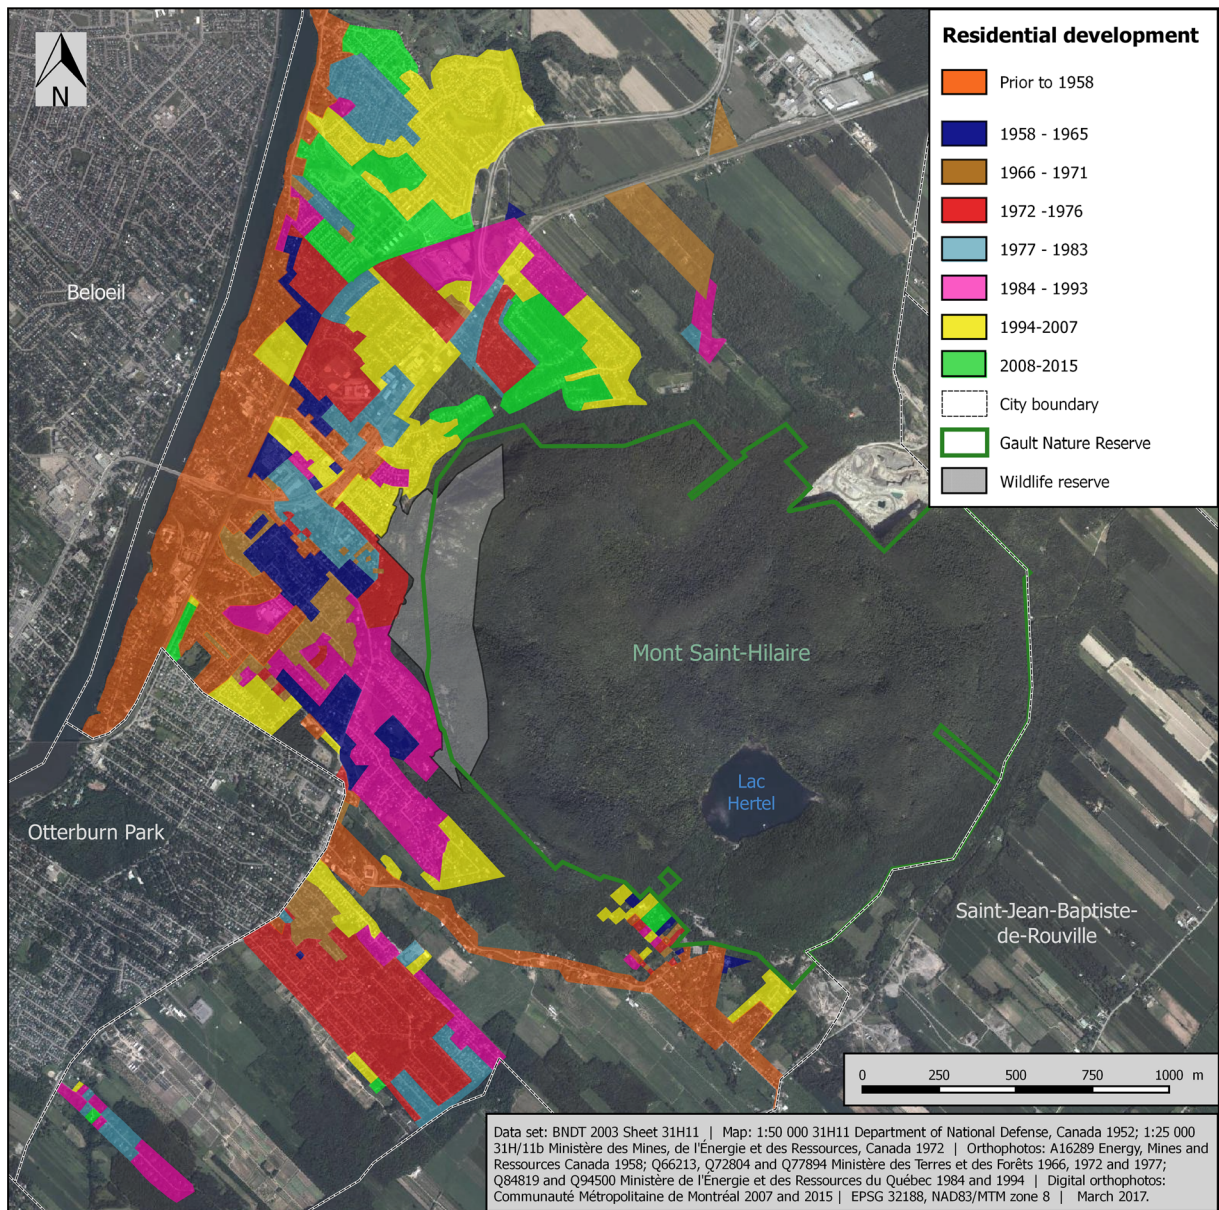 N
Residential development
Prior to 1958
1958 - 1965
1966 - 1971
1972 -1976
1977 - 1983
1984 - 1993
1994-2007
2008-2015
City boundary
Gault Nature Reserve
Wildlife reserve
Beloeil
Mont Saint-Hilaire
Lac
Hertel
Otterburn Park
Saint-Jean-Baptiste-
de-Rouville
0 250 500 750 1000 m
Data set: BNDT 2003 Sheet 31H11 | Map: 1:50 000 31H11 Department of National Defense, Canada 1952; 1:25 000
31H/11b Ministère des Mines, de l'Énergie et des Ressources, Canada 1972 | Orthophotos: A16289 Energy, Mines and
Ressources Canada 1958; Q66213, Q72804 and Q77894 Ministère des Terres et des Forêts 1966, 1972 and 1977;
Q84819 and Q94500 Ministère de l'Énergie et des Ressources du Québec 1984 and 1994 | Digital orthophotos:
Communauté Métropolitaine de Montréal 2007 and 2015 | EPSG 32188, NAD83/MTM zone 8 | March 2017.